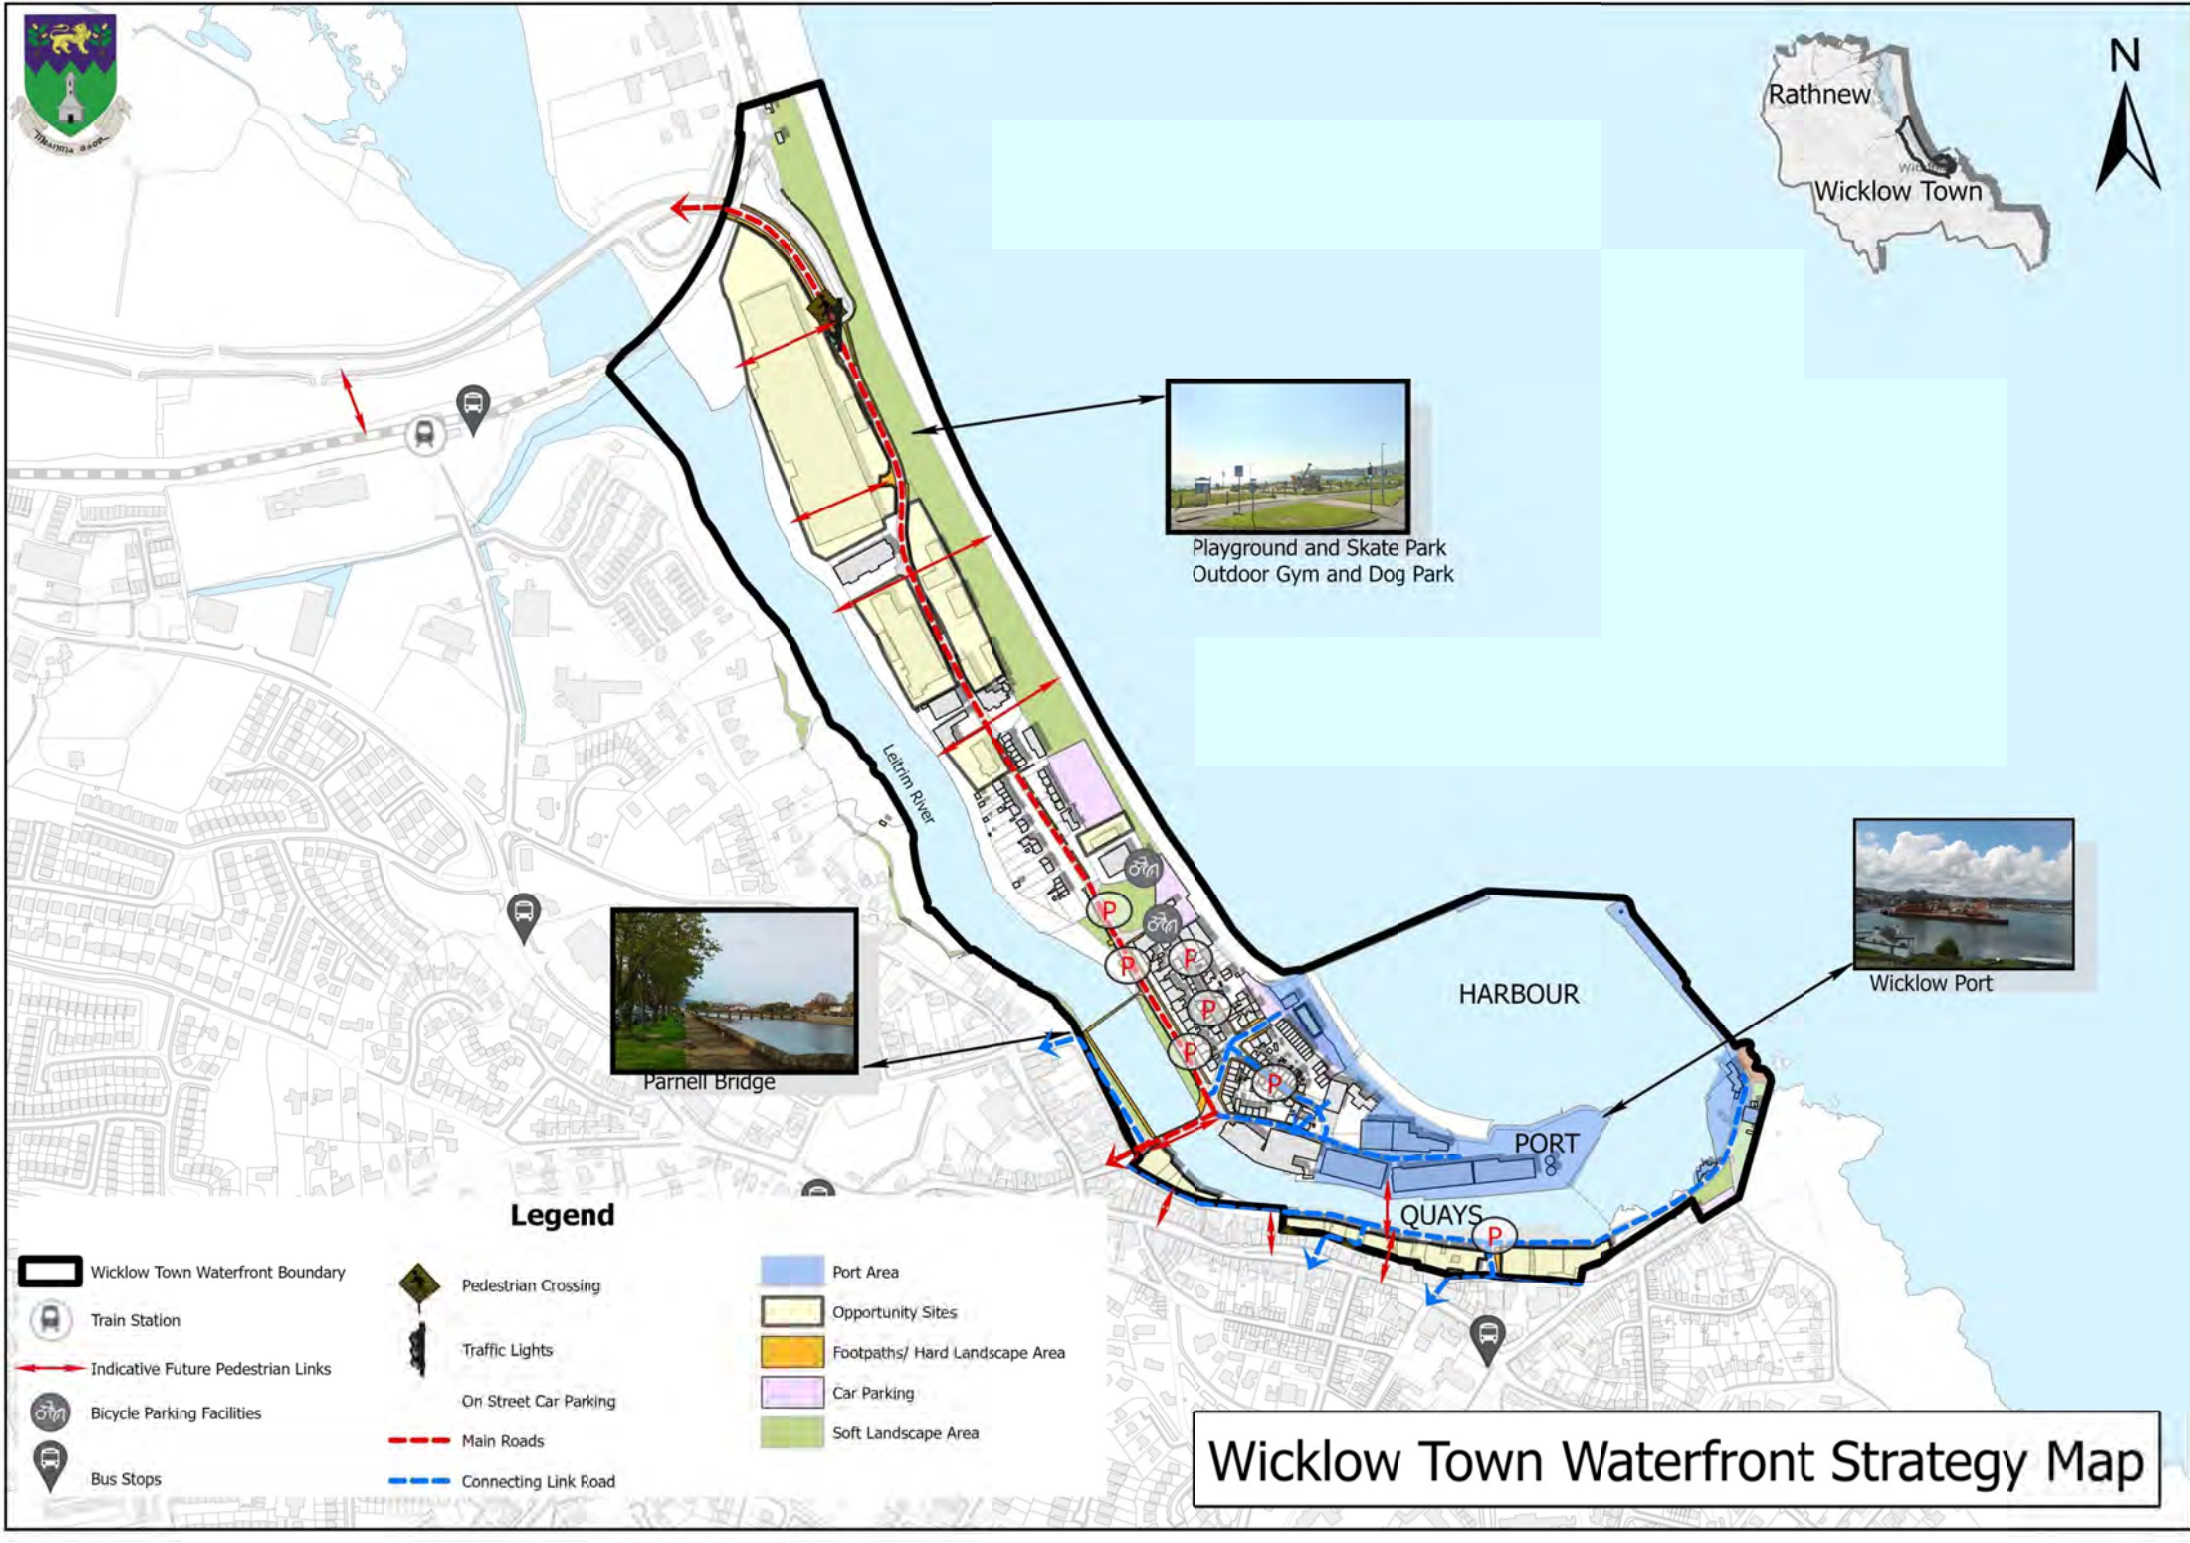 N
Rathnew
Wicklow Town
Playground and Skate Park
Outdoor Gym and Dog Park
Leitrim River
Wicklow Port
HARBOUR
P
P
P
P
P
P
Parnell Bridge
PORT
QUAYS
P
Legend
Wicklow Town Waterfront Boundary
Train Station
Indicative Future Pedestrian Links
Bicycle Parking Facilities
Bus Stops
Pedestrian Crossing
Traffic Lights
On Street Car Parking
Main Roads
Connecting Link Road
Port Area
Opportunity Sites
Footpaths/ Hard Landscape Area
Car Parking
Soft Landscape Area
Wicklow Town Waterfront Strategy Map